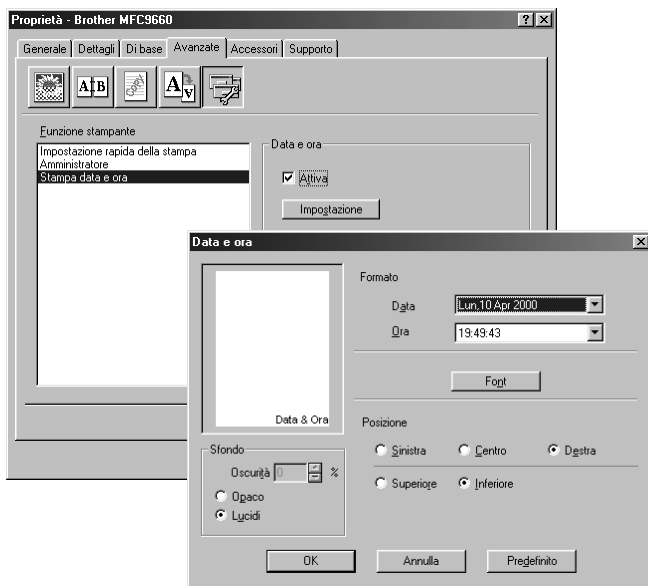 Proprietà - Brother MFC9660
Generale Dettagli Di base Avanzate Accessori Supporto
Funzione stampante
Impostazione rapida della stampa
Amministratore
Stampa data e ora
Data e ora
Attiva
Impostazione
Data e ora
Data & Ora
Formato
Data Lun,10 Apr 2000
Ora 19:49:43
Font
Sfondo
Oscurità 0 %
Opaco
Lucidi
Posizione
Sinistra Centro Destra
Superiore Inferiore
OK Annulla Predefinito